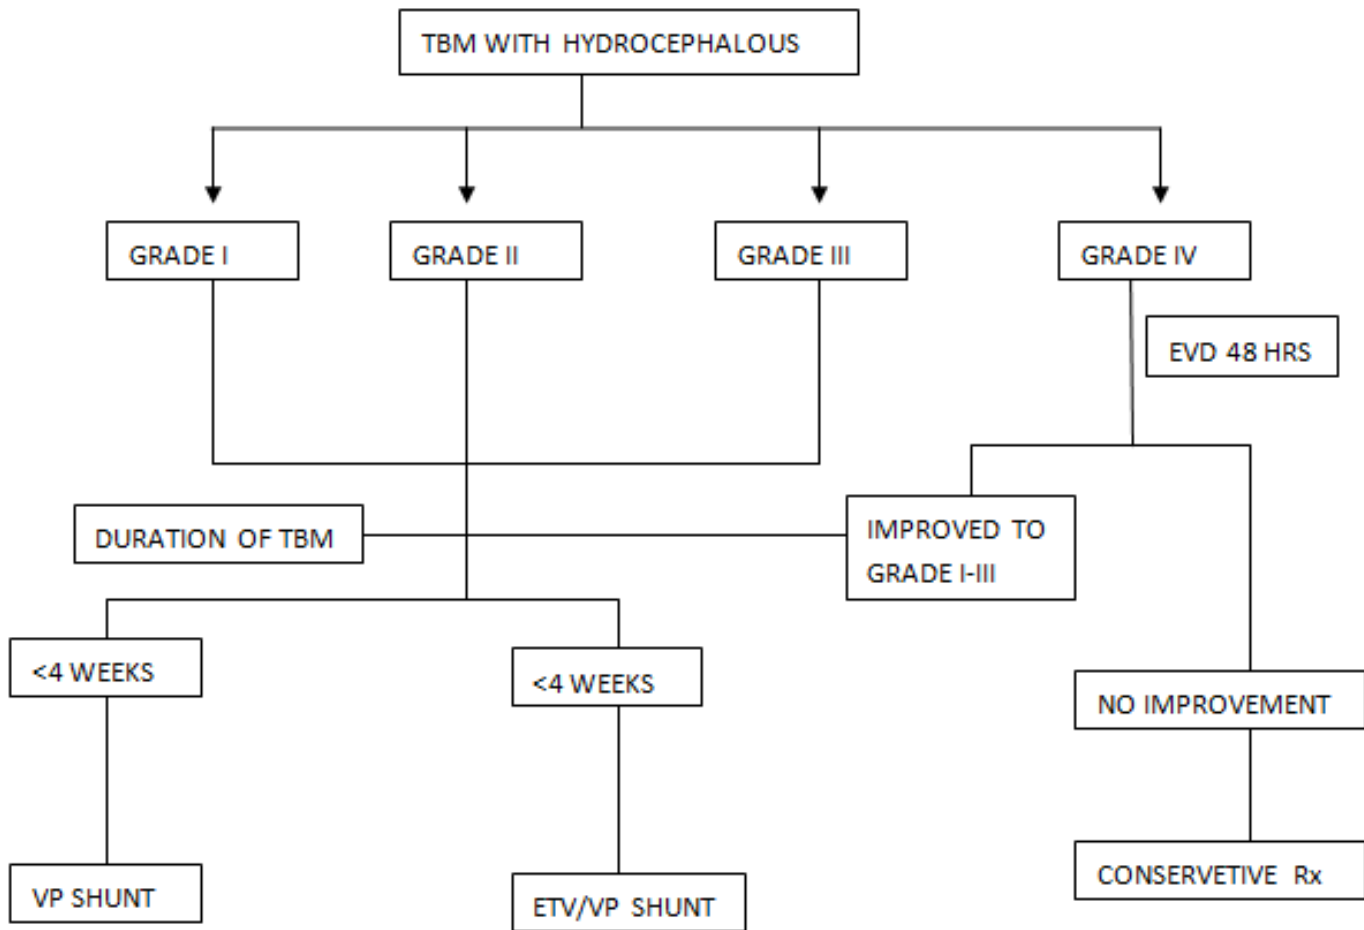 TBM WITH HYDROCEPHALOUS
GRADE I
GRADE II
GRADE III
GRADE IV
EVD 48 HRS
DURATION OF TBM
IMPROVED TO
GRADE I-III
<4 WEEKS
<4 WEEKS
NO IMPROVEMENT
VP SHUNT
ETV/VP SHUNT
CONSERVETIVE Rx